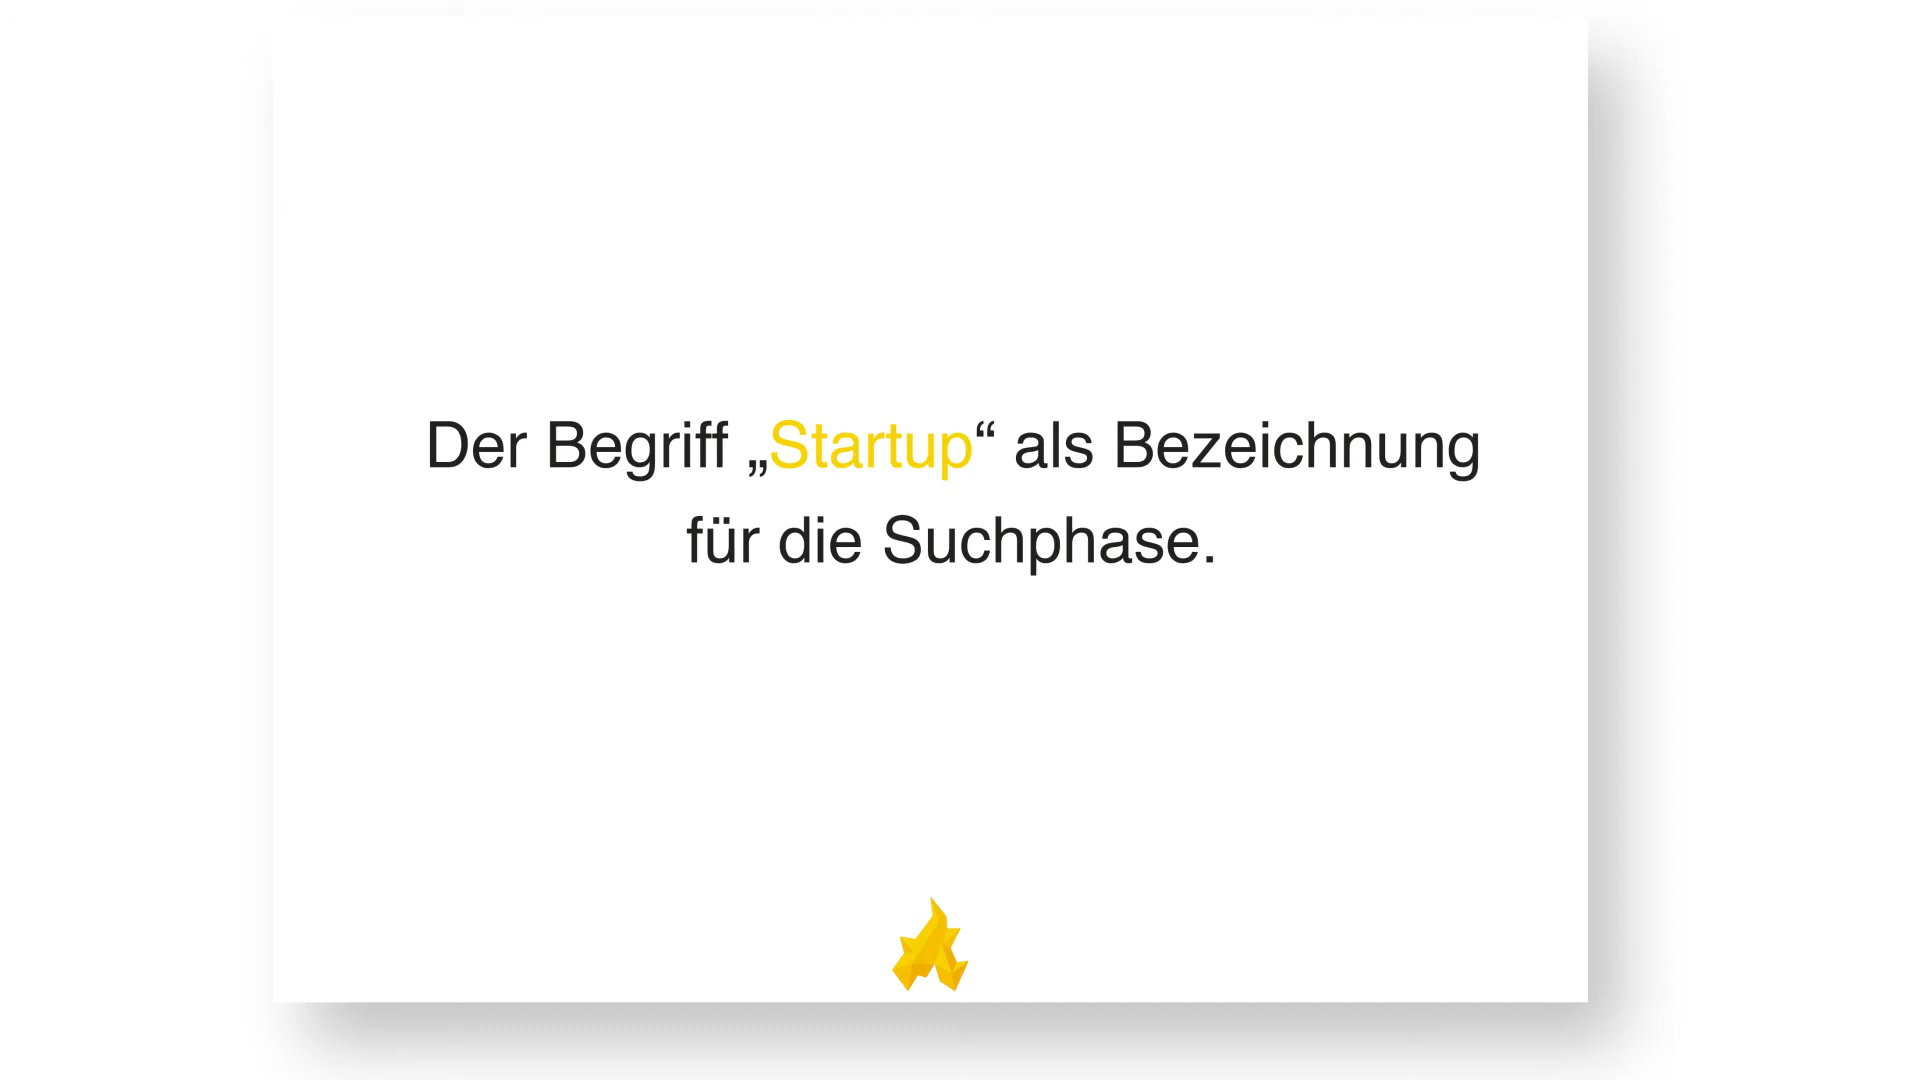 Der Begriff „Startup“ als Bezeichnung
für die Suchphase.